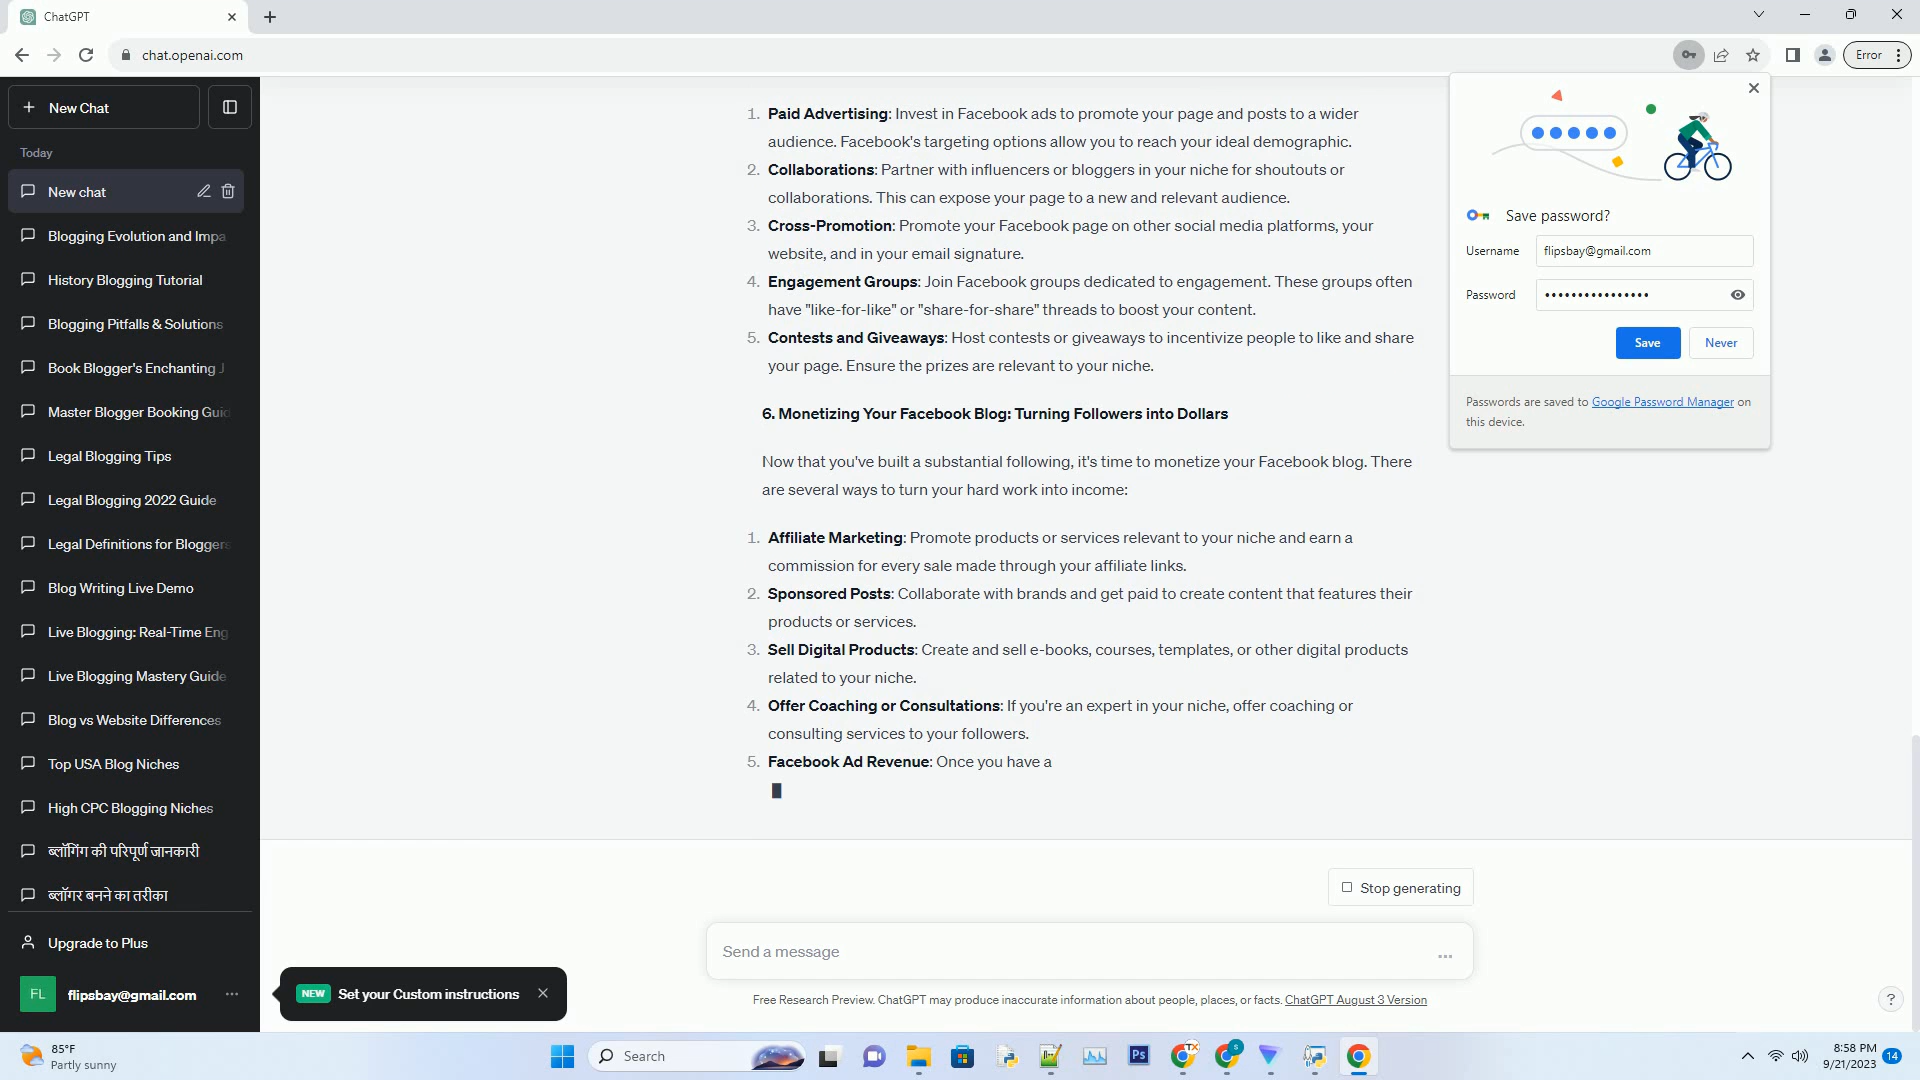 ChatGPT
chat.openai.com
Error
New Chat
Today
New chat
Blogging Evolution and Impa
History Blogging Tutorial
Blogging Pitfalls & Solutions
Book Blogger's Enchanting J
Master Blogger Booking Guid
Legal Blogging Tips
Legal Blogging 2022 Guide
Legal Definitions for Bloggers
Blog Writing Live Demo
Live Blogging: Real-Time Eng
Live Blogging Mastery Guide
Blog vs Website Differences
Top USA Blog Niches
High CPC Blogging Niches
ब्लॉगिंग की परिपूर्ण जानकारी
ब्लॉगर बनने का तरीका
Upgrade to Plus
FL flipsbay@gmail.com
1. Paid Advertising: Invest in Facebook ads to promote your page and posts to a wider
audience. Facebook's targeting options allow you to reach your ideal demographic.
2. Collaborations: Partner with influencers or bloggers in your niche for shoutouts or
collaborations. This can expose your page to a new and relevant audience.
3. Cross-Promotion: Promote your Facebook page on other social media platforms, your
website, and in your email signature.
4. Engagement Groups: Join Facebook groups dedicated to engagement. These groups often
have "like-for-like" or "share-for-share" threads to boost your content.
5. Contests and Giveaways: Host contests or giveaways to incentivize people to like and share
your page. Ensure the prizes are relevant to your niche.
6. Monetizing Your Facebook Blog: Turning Followers into Dollars
Now that you've built a substantial following, it's time to monetize your Facebook blog. There
are several ways to turn your hard work into income:
1. Affiliate Marketing: Promote products or services relevant to your niche and earn a
commission for every sale made through your affiliate links.
2. Sponsored Posts: Collaborate with brands and get paid to create content that features their
products or services.
3. Sell Digital Products: Create and sell e-books, courses, templates, or other digital products
related to your niche.
4. Offer Coaching or Consultations: If you're an expert in your niche, offer coaching or
consulting services to your followers.
5. Facebook Ad Revenue: Once you have a
Stop generating
Send a message
Free Research Preview. ChatGPT may produce inaccurate information about people, places, or facts. ChatGPT August 3 Version
NEW Set your Custom instructions
?
Save password?
Username flipsbay@gmail.com
Password ••••••••••••••••
Save Never
Passwords are saved to Google Password Manager on
this device.
85°F
Partly sunny
Search
Ps
TX
S
8:58 PM
9/21/2023
14